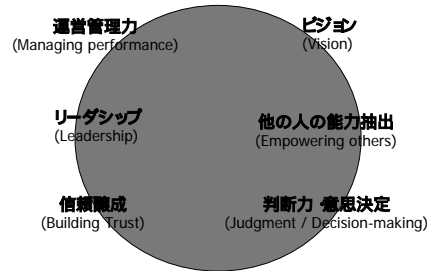 運営管理力
(Managing performance)
ビジョン
(Vision)
リーダシップ
(Leadership)
他の人の能力抽出
(Empowering others)
信頼醸成
(Building Trust)
判断力・意思決定
(Judgment / Decision-making)